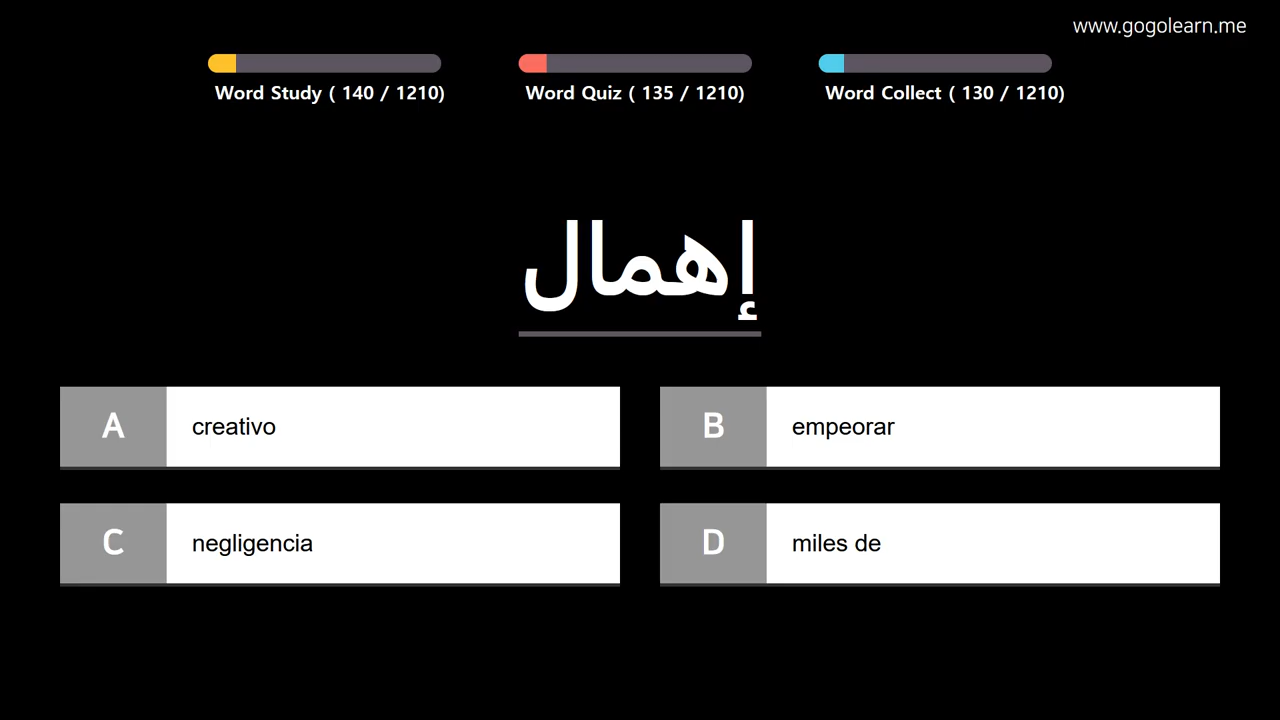 www.gogolearn.me
Word Study ( 140 / 1210)
Word Quiz ( 135 / 1210)
Word Collect ( 130 / 1210)
إهمال
A creativo
B empeorar
C negligencia
D miles de